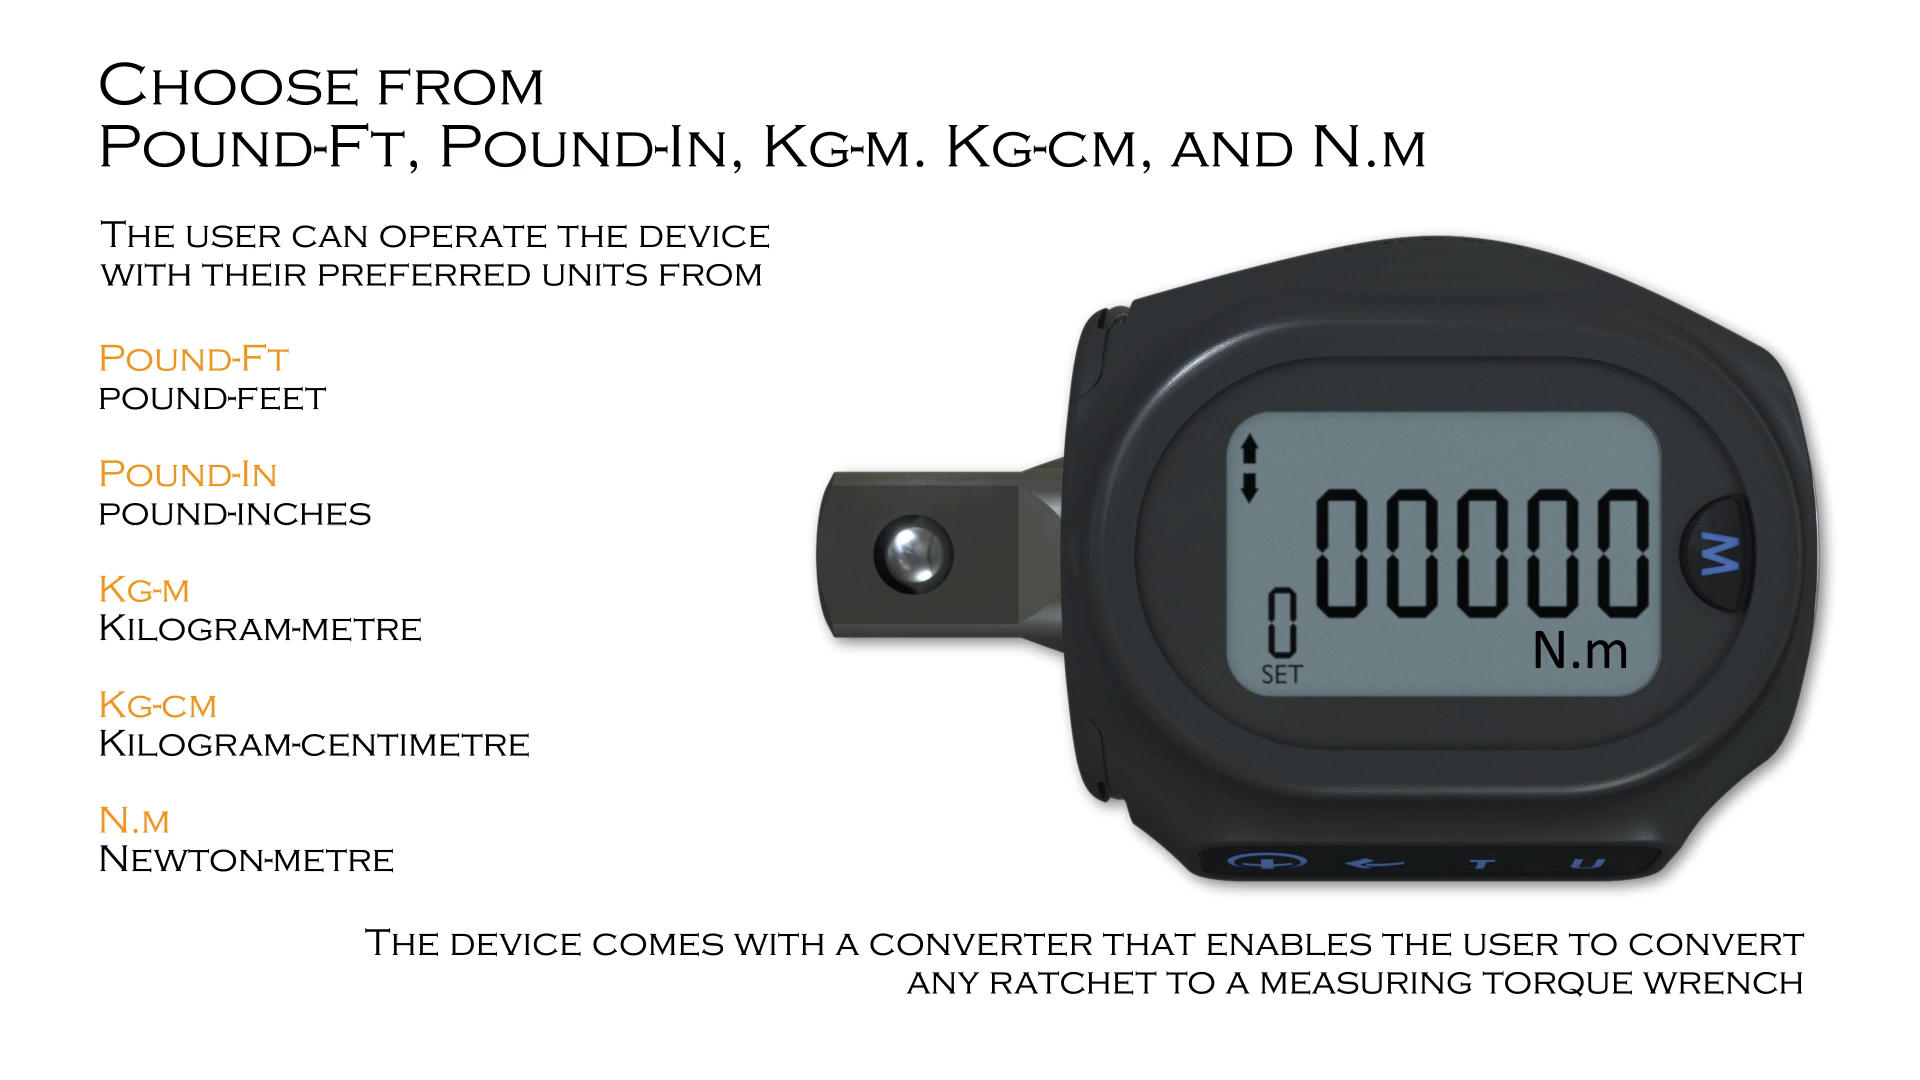 Choose from
Pound-Ft, Pound-In, Kg-m. Kg-cm, and N.m
The user can operate the device
with their preferred units from
Pound-Ft
pound-feet
Pound-In
pound-inches
Kg-m
Kilogram-metre
Kg-cm
Kilogram-centimetre
N.m
Newton-metre
00000
0
SET
N.m
M
T
U
The device comes with a converter that enables the user to convert
any ratchet to a measuring torque wrench